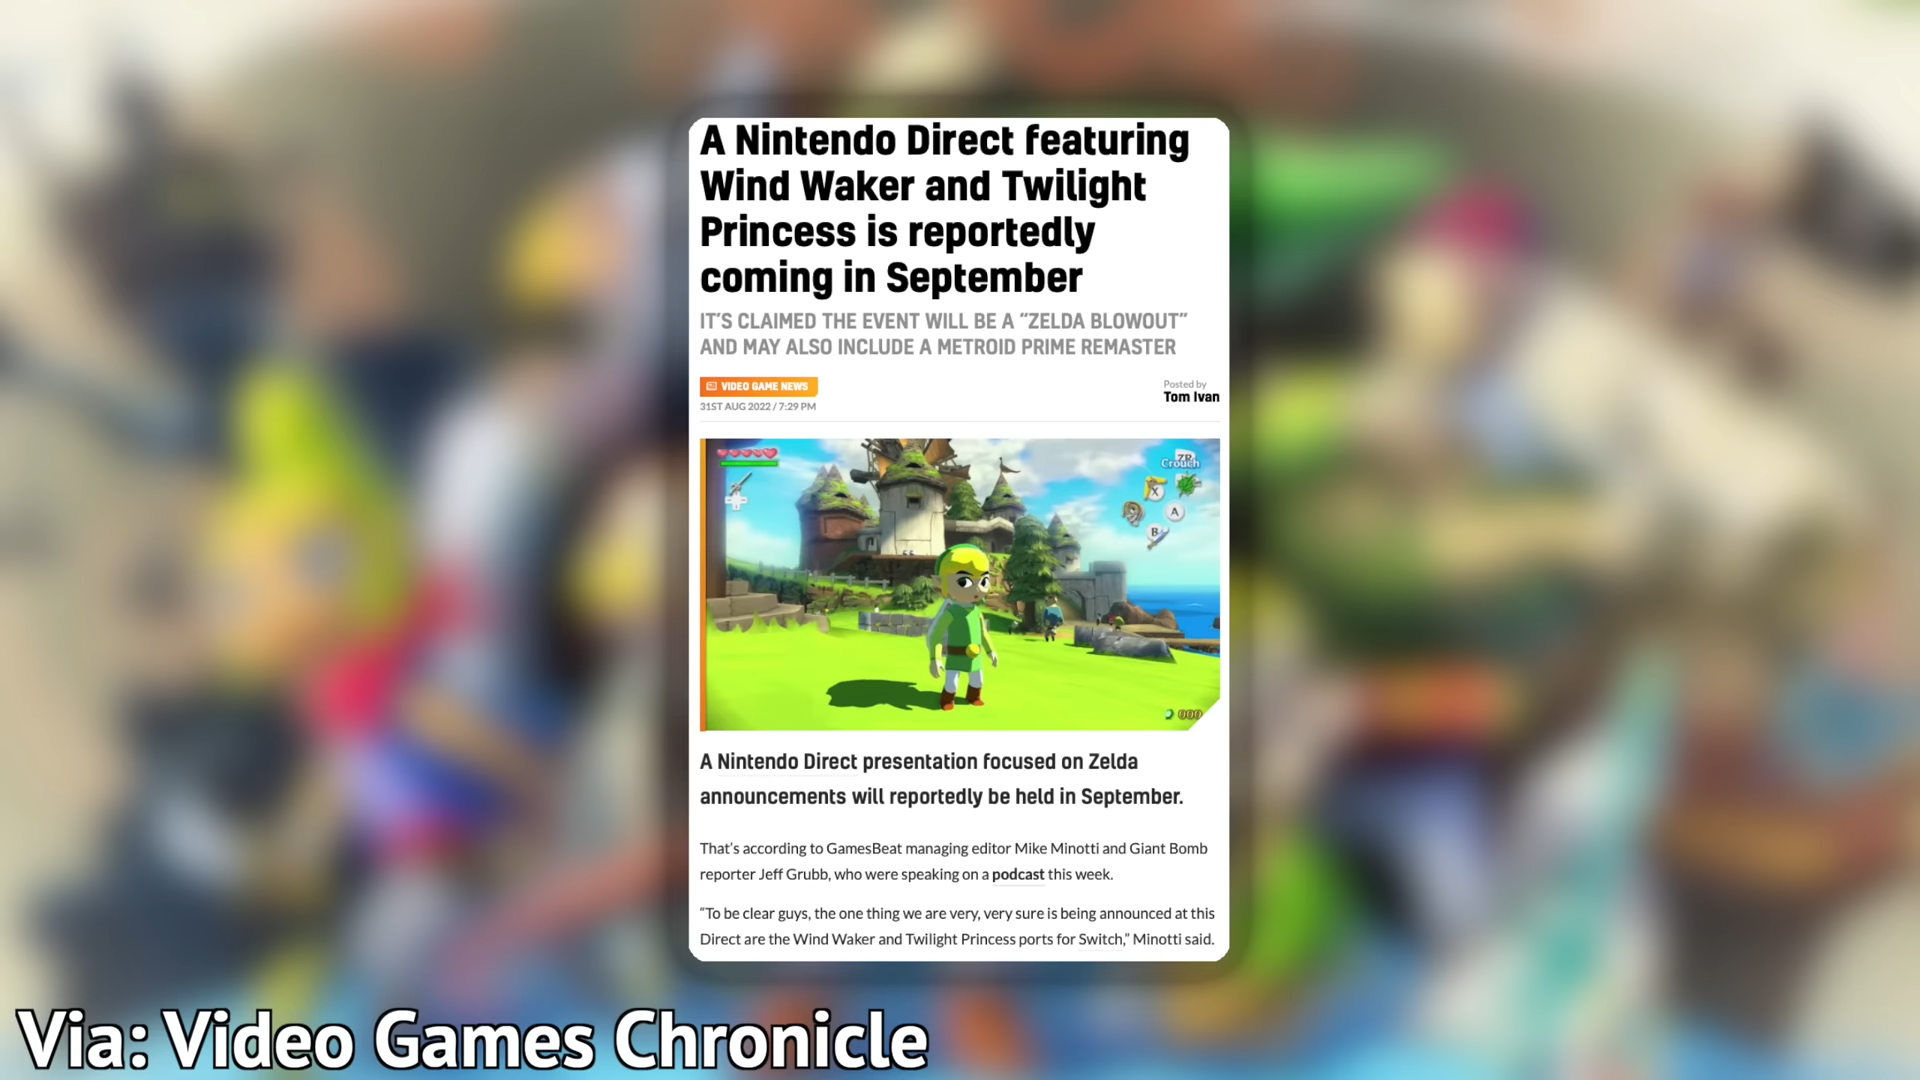 A Nintendo Direct featuring
Wind Waker and Twilight
Princess is reportedly
coming in September
IT'S CLAIMED THE EVENT WILL BE A “ZELDA BLOWOUT”
AND MAY ALSO INCLUDE A METROID PRIME REMASTER
VIDEO GAME NEWS
Posted by
31ST AUG 2022 / 7:29 PM
Tom Ivan
ZR
Crouch
X
A
B
000
A Nintendo Direct presentation focused on Zelda
announcements will reportedly be held in September.
That's according to GamesBeat managing editor Mike Minotti and Giant Bomb
reporter Jeff Grubb, who were speaking on a podcast this week.
“To be clear guys, the one thing we are very, very sure is being announced at this
Direct are the Wind Waker and Twilight Princess ports for Switch,” Minotti said.
Via: Video Games Chronicle